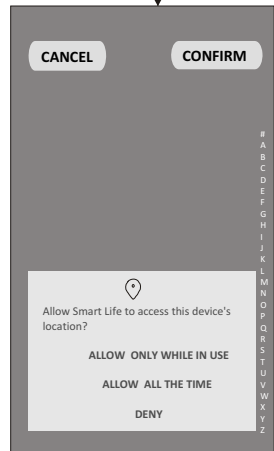 CANCEL
CONFIRM
#
A
B
C
D
E
F
G
H
I
J
K
L
M
N
O
P
Q
R
S
T
U
V
W
X
Y
Z
Allow Smart Life to access this device's
location?
ALLOW ONLY WHILE IN USE
ALLOW ALL THE TIME
DENY